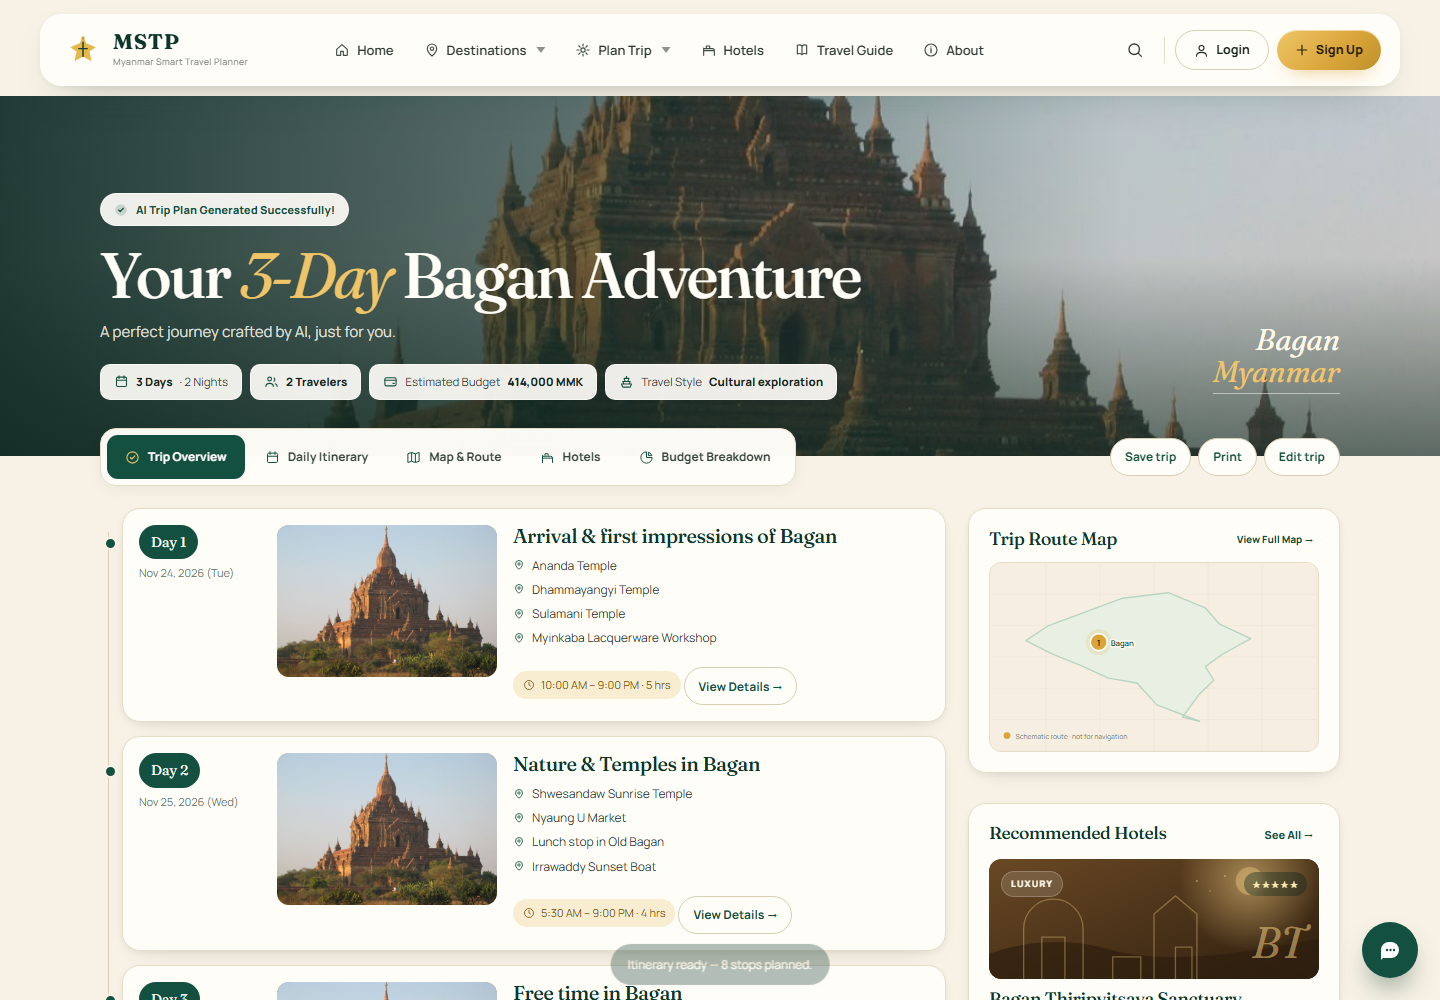 MSTP
Myanmar Smart Travel Planner
Home
Destinations
Plan Trip
Hotels
Travel Guide
About
Login
Sign Up
AI Trip Plan Generated Successfully!
Your 3-Day Bagan Adventure
A perfect journey crafted by AI, just for you.
3 Days · 2 Nights
2 Travelers
Estimated Budget 414,000 MMK
Travel Style Cultural exploration
Bagan
Myanmar
Trip Overview
Daily Itinerary
Map & Route
Hotels
Budget Breakdown
Save trip
Print
Edit trip
Day 1
Nov 24, 2026 (Tue)
Arrival & first impressions of Bagan
Ananda Temple
Dhammayangyi Temple
Sulamani Temple
Myinkaba Lacquerware Workshop
10:00 AM – 9:00 PM · 5 hrs
View Details →
Day 2
Nov 25, 2026 (Wed)
Nature & Temples in Bagan
Shwesandaw Sunrise Temple
Nyaung U Market
Lunch stop in Old Bagan
Irrawaddy Sunset Boat
5:30 AM – 9:00 PM · 4 hrs
View Details →
Day 3
Free time in Bagan
Itinerary ready — 8 stops planned.
Trip Route Map
View Full Map →
1
Bagan
Schematic route · not for navigation
Recommended Hotels
See All →
LUXURY
★★★★★
BT
Bagan Thiripyitsaya Sanctuary